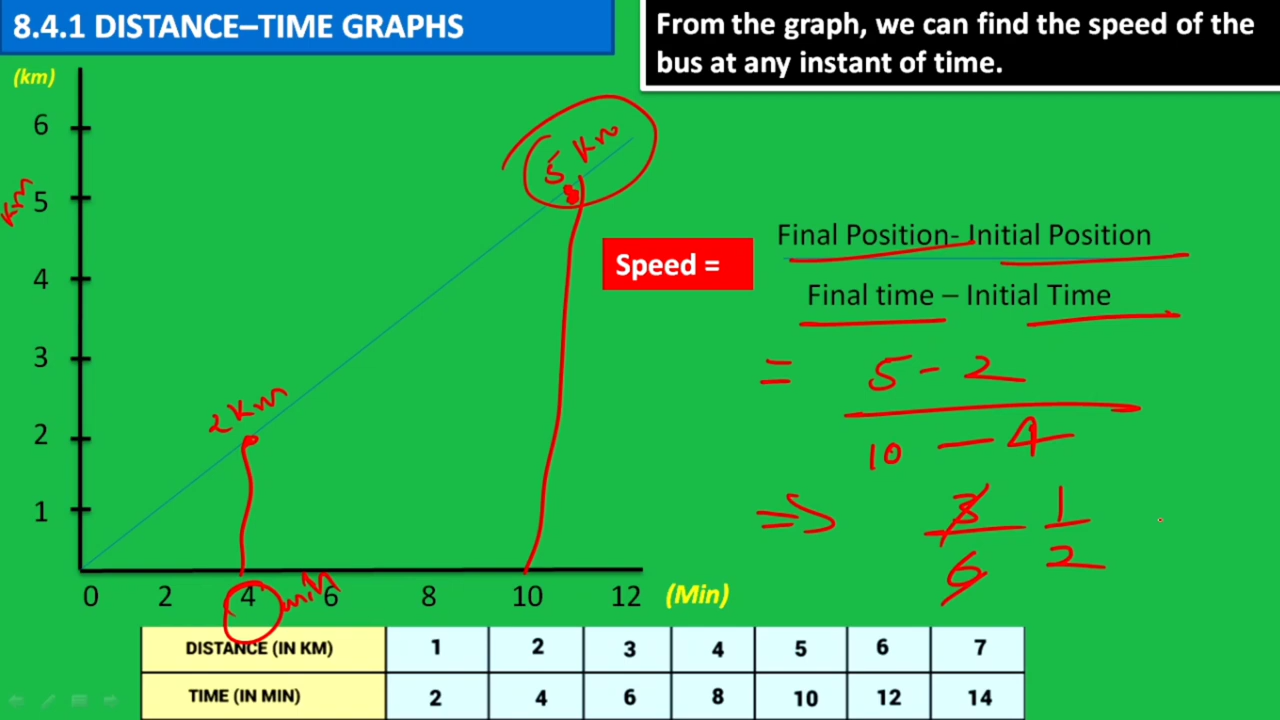 8.4.1 DISTANCE–TIME GRAPHS
From the graph, we can find the speed of the
bus at any instant of time.
(km)
6
5
4
3
2
1
Km
5 Km
2 Km
0 2 4 6 8 10 12 (Min)
min
Speed =
Final Position- Initial Position
Final time – Initial Time
= 5 - 2
10 - 4
=> 3 1
6 2
DISTANCE (IN KM) 1 2 3 4 5 6 7
TIME (IN MIN) 2 4 6 8 10 12 14